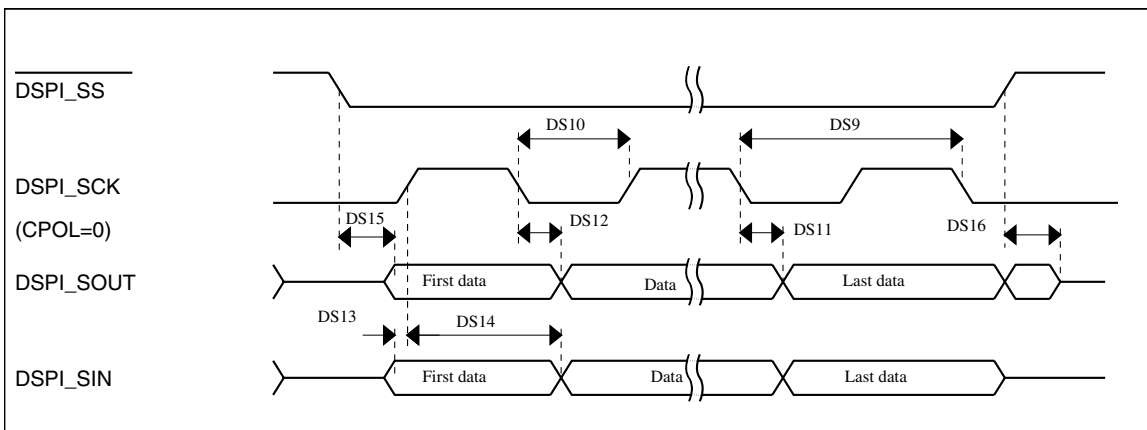 DSPI_SS
DS10
DS9
DSPI_SCK
(CPOL=0)
DS15
DS12
DS11
DS16
DSPI_SOUT
First data
Data
Last data
DS13
DS14
DSPI_SIN
First data
Data
Last data